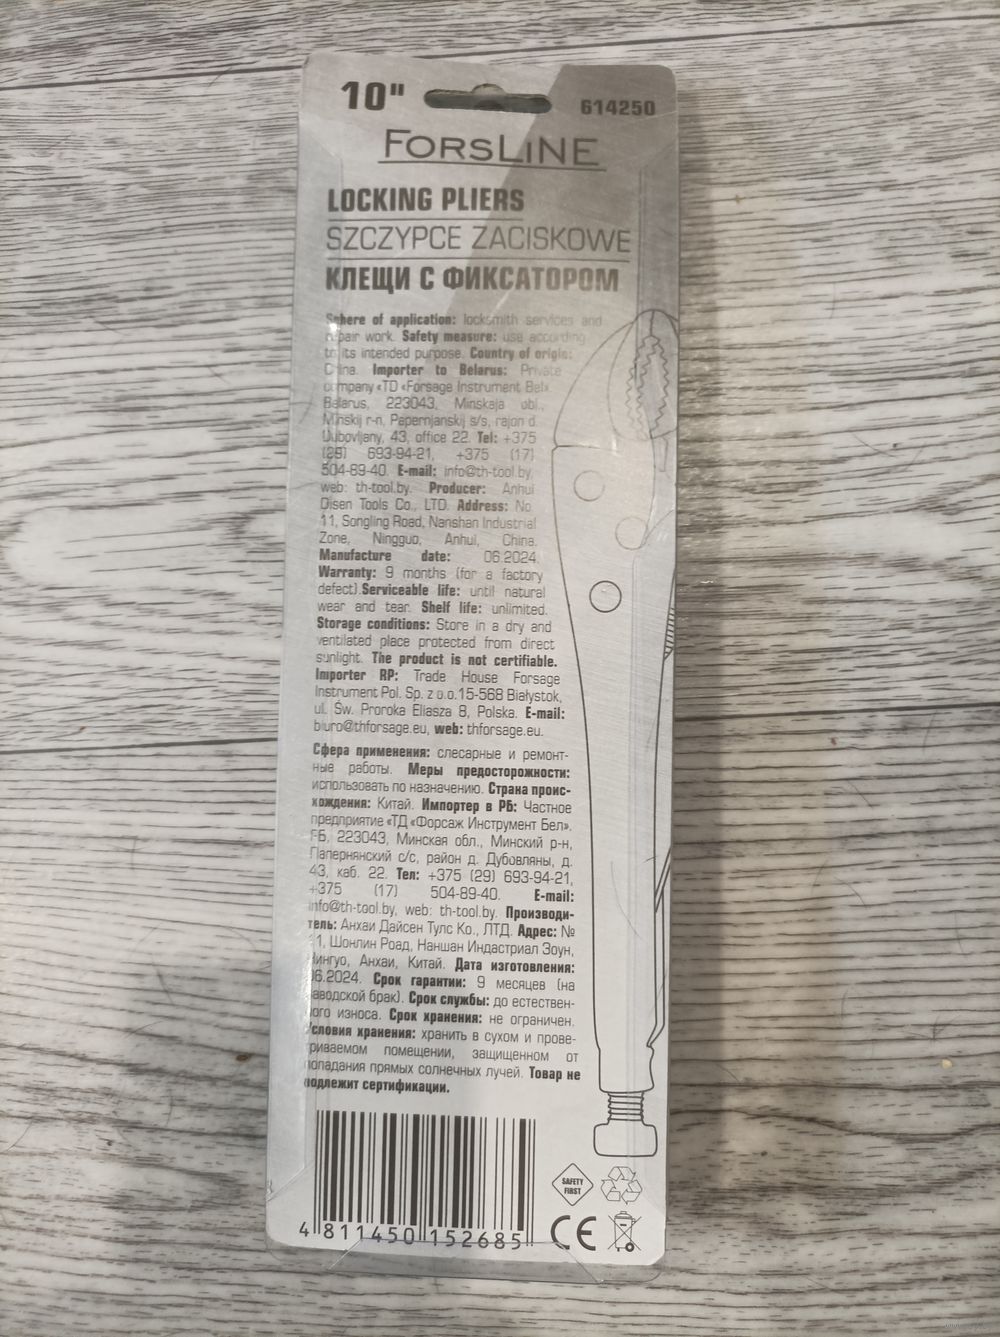 10" 614250
FORSLINE
LOCKING PLIERS
SZCZYPCE ZACISKOWE
КЛЕЩИ С ФИКСАТОРОМ
Sphere of application: locksmith services and
repair work. Safety measure: use according
to its intended purpose. Country of origin:
China. Importer to Belarus: Private
company «TD «Forsage Instrument Bel»
Belarus, 223043, Minskaja obl.,
Minskij r-n, Papernjanskij s/s, rajon d.
Dubovljany, 43, office 22. Tel: +375
(29) 693-94-21, +375 (17)
504-89-40. E-mail: info@th-tool.by,
web: th-tool.by. Producer: Anhui
Disen Tools Co., LTD. Address: No
11, Songling Road, Nanshan Industrial
Zone, Ningguo, Anhui, China.
Manufacture date: 06.2024.
Warranty: 9 months (for a factory
defect).Serviceable life: until natural
wear and tear. Shelf life: unlimited.
Storage conditions: Store in a dry and
ventilated place protected from direct
sunlight. The product is not certifiable.
Importer RP: Trade House Forsage
Instrument Pol. Sp. z o.o.15-568 Białystok,
ul. Św. Proroka Eliasza 8, Polska. E-mail:
biuro@thforsage.eu, web: thforsage.eu.
Сфера применения: слесарные и ремонт-
ные работы. Меры предосторожности:
использовать по назначению. Страна проис-
хождения: Китай. Импортер в РБ: Частное
предприятие «ТД «Форсаж Инструмент Бел».
РБ, 223043, Минская обл., Минский р-н,
Папернянский с/с, район д. Дубовляны, д.
43, каб. 22. Тел: +375 (29) 693-94-21,
+375 (17) 504-89-40. E-mail:
info@th-tool.by, web: th-tool.by. Производи-
тель: Анхаи Дайсен Тулс Ко., ЛТД. Адрес: №
11, Шонлин Роад, Наншан Индастриал Зоун,
Нингуо, Анхаи, Китай. Дата изготовления:
06.2024. Срок гарантии: 9 месяцев (на
заводской брак). Срок службы: до естествен-
ного износа. Срок хранения: не ограничен.
Условия хранения: хранить в сухом и прове-
триваемом помещении, защищенном от
попадания прямых солнечных лучей. Товар не
подлежит сертификации.
SAFETY
FIRST
CE
4 811450 152685